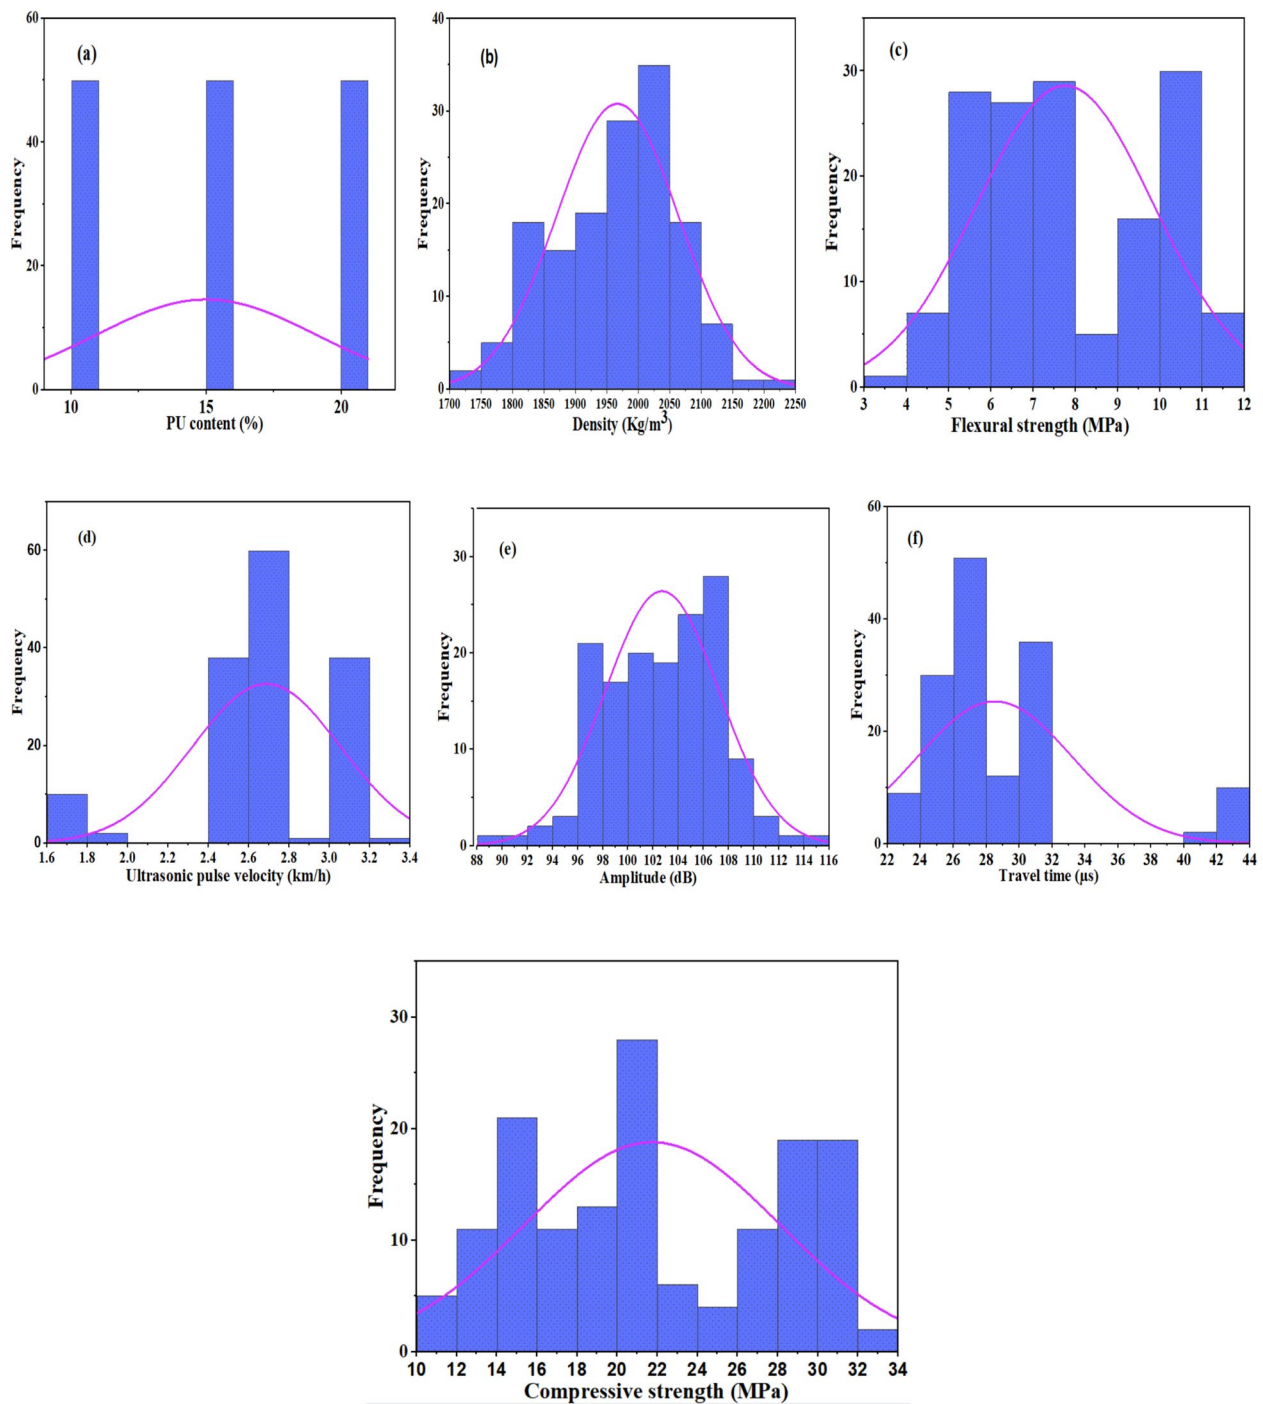 (a)
Frequency
60
40
20
0
10 15 20
PU content (%)
(b)
Frequency
40
30
20
10
0
1700 1750 1800 1850 1900 1950 2000 2050 2100 2150 2200 2250
Density (Kg/m³)
(c)
Frequency
30
20
10
0
3 4 5 6 7 8 9 10 11 12
Flexural strength (MPa)
(d)
Frequency
60
40
20
0
1.6 1.8 2.0 2.4 2.6 2.8 3.0 3.2 3.4
Ultrasonic pulse velocity (km/h)
(e)
Frequency
30
20
10
0
88 90 92 94 96 98 100 102 104 106 108 110 112 114 116
Amplitude (dB)
(f)
Frequency
60
40
20
0
22 24 26 28 30 32 36 38 40 42 44
Travel time (µs)
Frequency
30
20
10
0
10 12 14 16 18 20 22 24 26 28 30 32 34
Compressive strength (MPa)